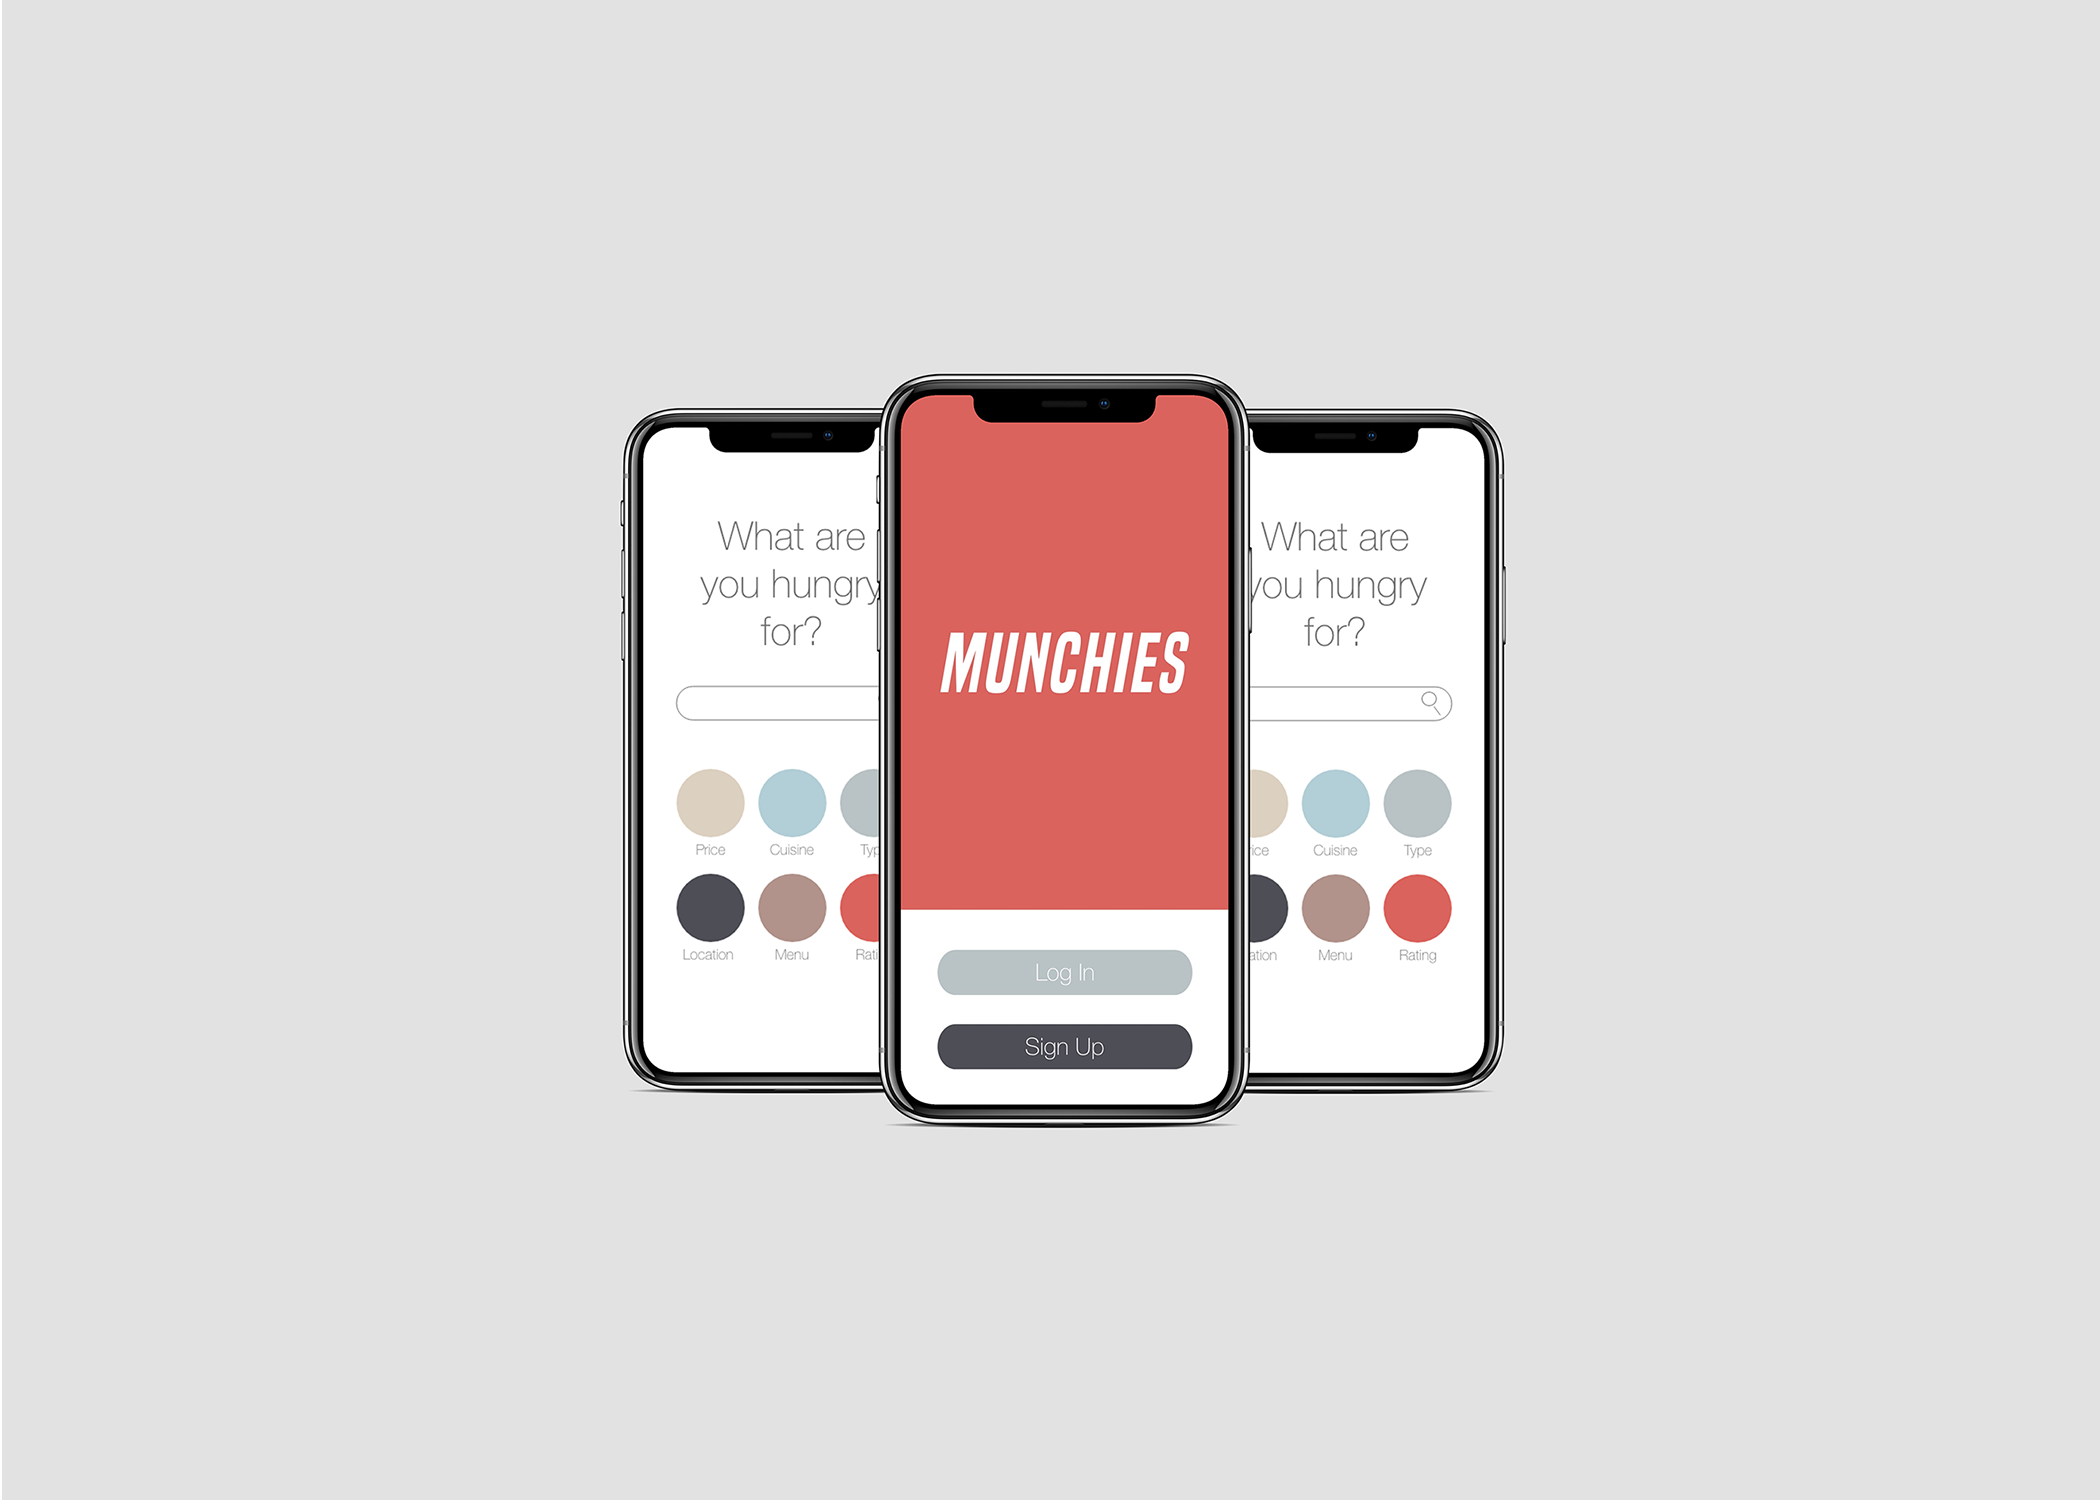 What are
you hungry
for?
Price
Cuisine
Typ
Location
Menu
Rati
MUNCHIES
Log In
Sign Up
What are
you hungry
for?
ice
Cuisine
Type
ation
Menu
Rating